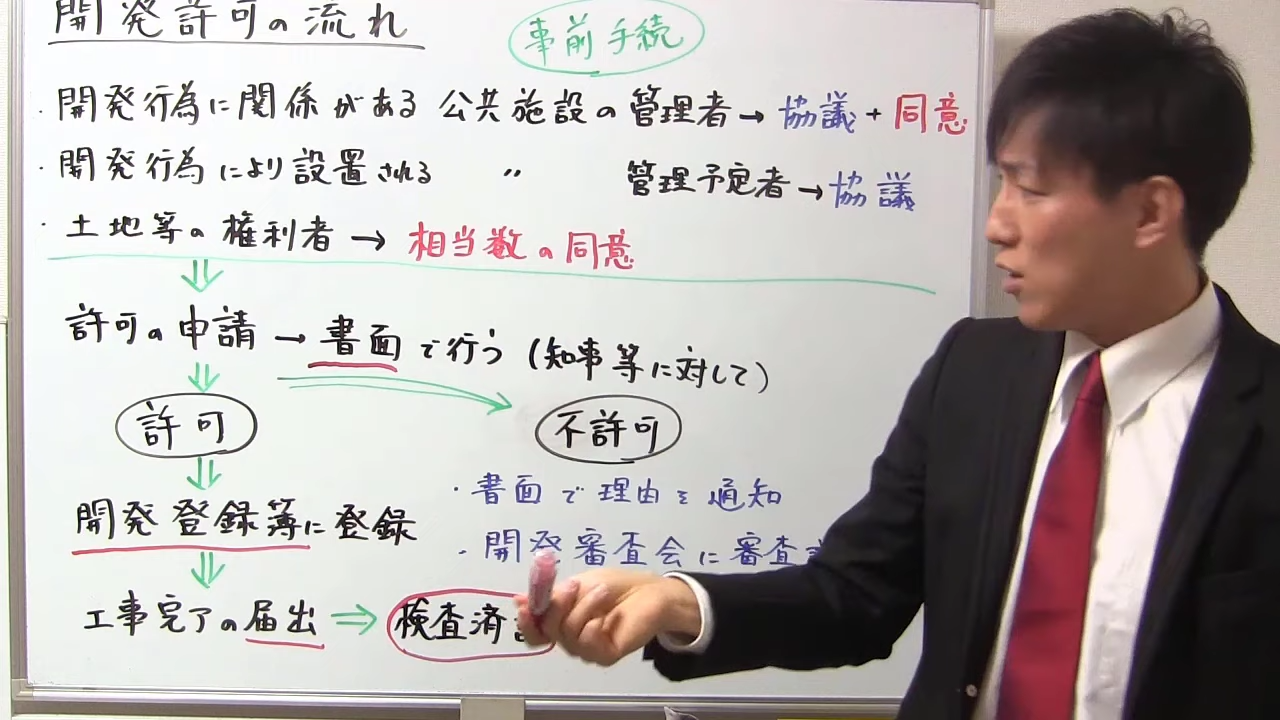 開発許可の流れ
事前手続
・開発行為に関係がある 公共施設の管理者→協議+同意
・開発行為により設置される 〃 管理予定者→協議
・土地等の権利者→相当数の同意
許可の申請→書面で行う(知事等に対して)
許可
不許可
開発登録簿に登録
・書面で理由を通知
・開発審査会に審査
工事完了の届出⇒検査済